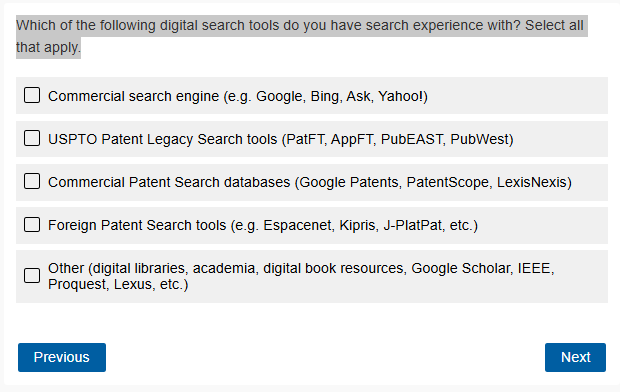 Which of the following digital search tools do you have search experience with? Select all
that apply.
Commercial search engine (e.g. Google, Bing, Ask, Yahoo!)
USPTO Patent Legacy Search tools (PatFT, AppFT, PubEAST, PubWest)
Commercial Patent Search databases (Google Patents, PatentScope, LexisNexis)
Foreign Patent Search tools (e.g. Espacenet, Kipris, J-PlatPat, etc.)
Other (digital libraries, academia, digital book resources, Google Scholar, IEEE,
Proquest, Lexus, etc.)
Previous
Next